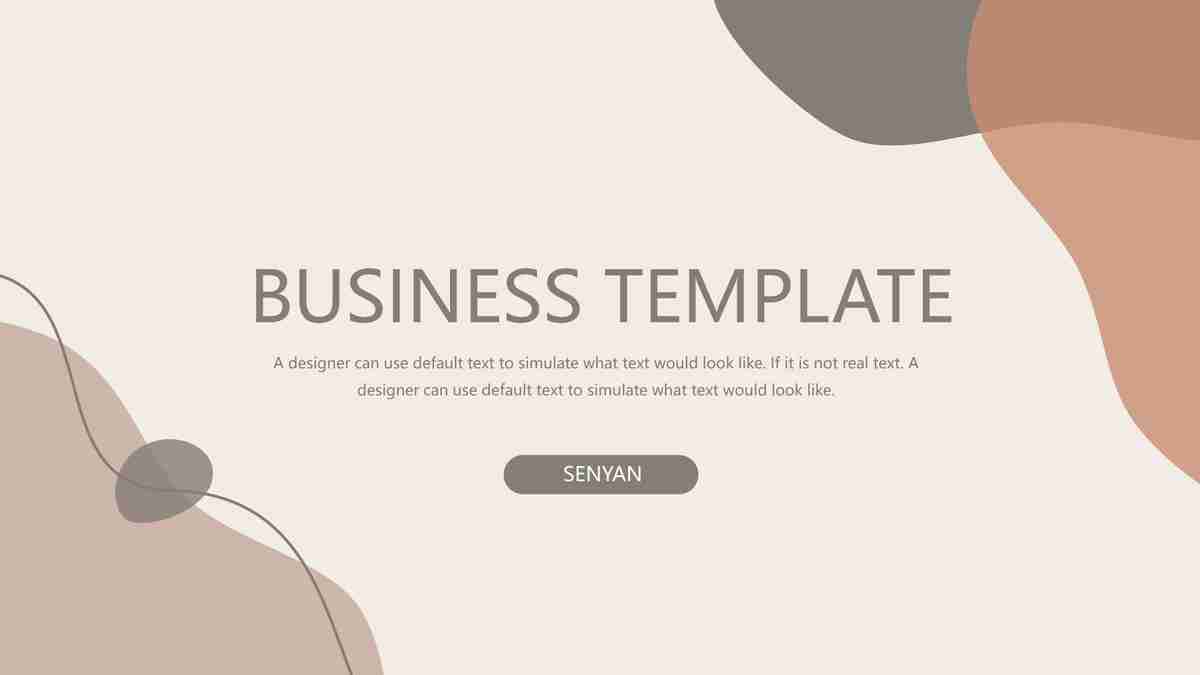 BUSINESS TEMPLATE
A designer can use default text to simulate what text would look like. If it is not real text. A
designer can use default text to simulate what text would look like.
SENYAN